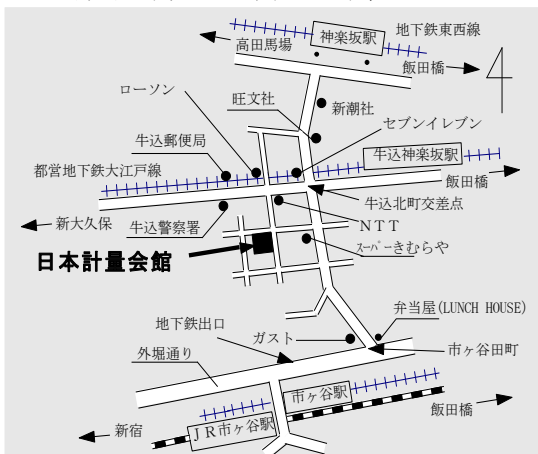 地下鉄東西線
神楽坂駅
高田馬場
飯田橋
ローソン
旺文社
新潮社
セブンイレブン
牛込郵便局
牛込神楽坂駅
都営地下鉄大江戸線
飯田橋
新大久保
牛込警察署
牛込北町交差点
NTT
スーパーきむらや
日本計量会館
弁当屋(LUNCH HOUSE)
地下鉄出口
ガスト
外堀通り
市ヶ谷田町
市ヶ谷駅
飯田橋
新宿
JR市ヶ谷駅